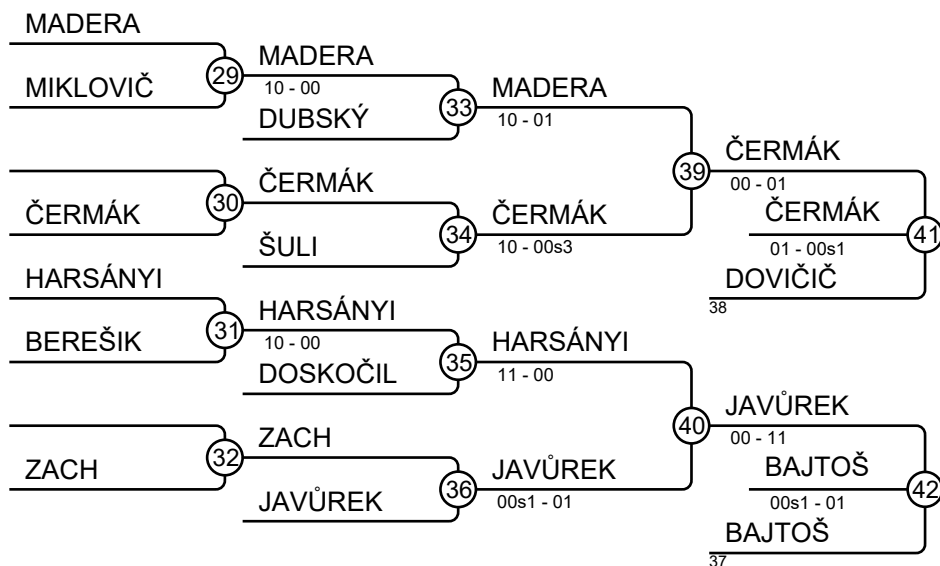 MADERA
29
MIKLOVIČ
MADERA
10 - 00
33
DUBSKÝ
MADERA
10 - 01
39
30
ČERMÁK
ČERMÁK
34
ŠULI
ČERMÁK
10 - 00s3
ČERMÁK
00 - 01
ČERMÁK
01 - 00s1
41
DOVIČIČ
38
HARSÁNYI
31
BEREŠIK
HARSÁNYI
10 - 00
35
DOSKOČIL
HARSÁNYI
11 - 00
40
32
ZACH
ZACH
36
JAVŮREK
JAVŮREK
00s1 - 01
JAVŮREK
00 - 11
BAJTOŠ
00s1 - 01
42
BAJTOŠ
37